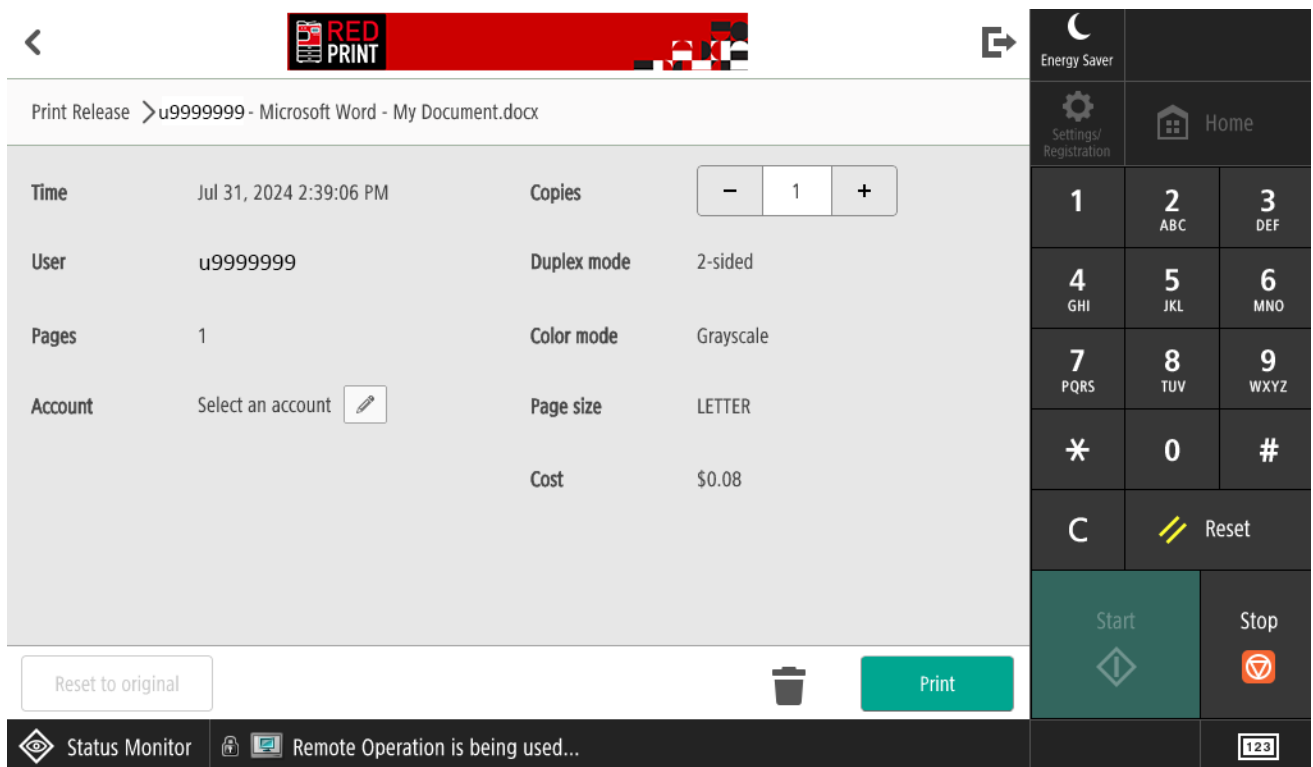 RED
PRINT
Print Release > u9999999 - Microsoft Word - My Document.docx
Time Jul 31, 2024 2:39:06 PM Copies − 1 +
User u9999999 Duplex mode 2-sided
Pages 1 Color mode Grayscale
Account Select an account Page size LETTER
Cost $0.08
Reset to original Print
Status Monitor Remote Operation is being used...
Energy Saver
Settings/
Registration
Home
1 2 3
ABC DEF
4 5 6
GHI JKL MNO
7 8 9
PQRS TUV WXYZ
* 0 #
C Reset
Start Stop
123